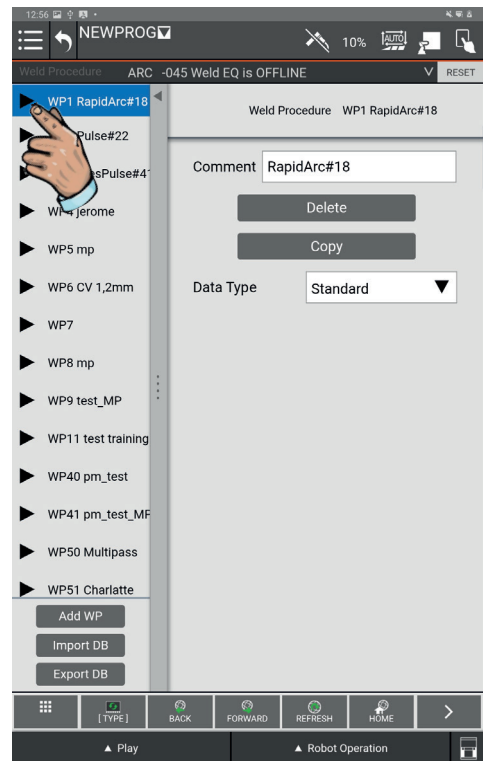 12:56
NEWPROG
10%
AUTO
Weld Procedure ARC -045 Weld EQ is OFFLINE
RESET
WP1 RapidArc#18
Pulse#22
esPulse#4
WP4 jerome
WP5 mp
WP6 CV 1,2mm
WP7
WP8 mp
WP9 test_MP
WP11 test training
WP40 pm_test
WP41 pm_test_MP
WP50 Multipass
WP51 Charlatte
Add WP
Import DB
Export DB
Weld Procedure WP1 RapidArc#18
Comment RapidArc#18
Delete
Copy
Data Type Standard
[ TYPE ]
BACK
FORWARD
REFRESH
HOME
Play
Robot Operation